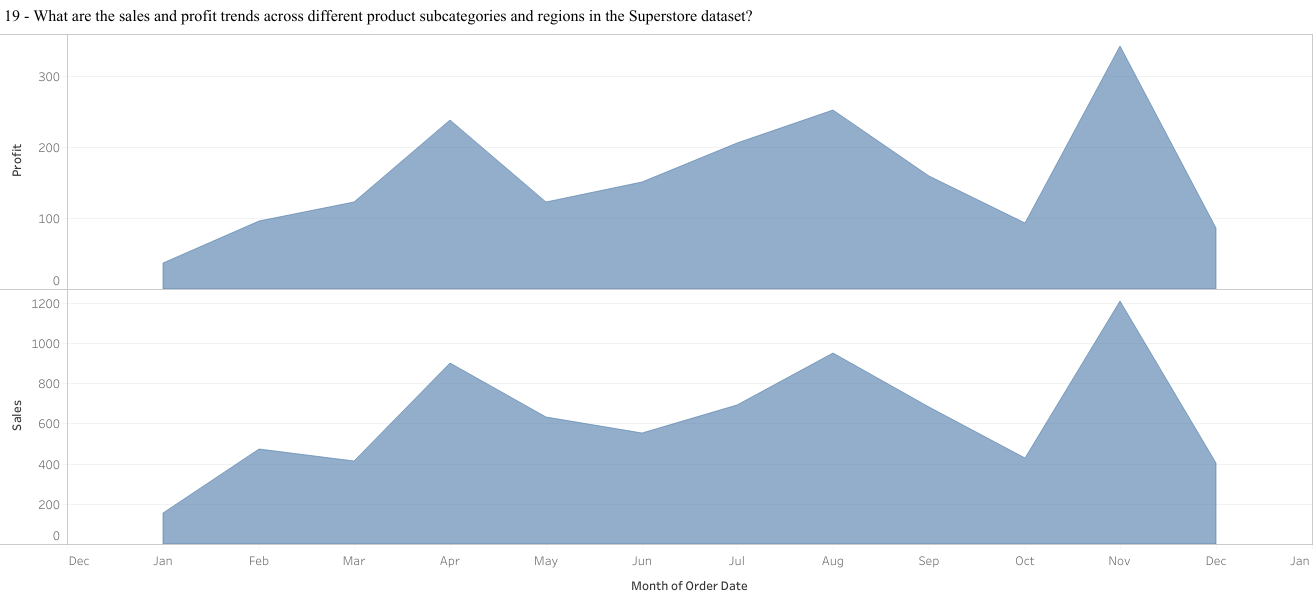 19 - What are the sales and profit trends across different product subcategories and regions in the Superstore dataset?
Profit
300
200
100
0
Sales
1200
1000
800
600
400
200
0
Dec Jan Feb Mar Apr May Jun Jul Aug Sep Oct Nov Dec Jan
Month of Order Date